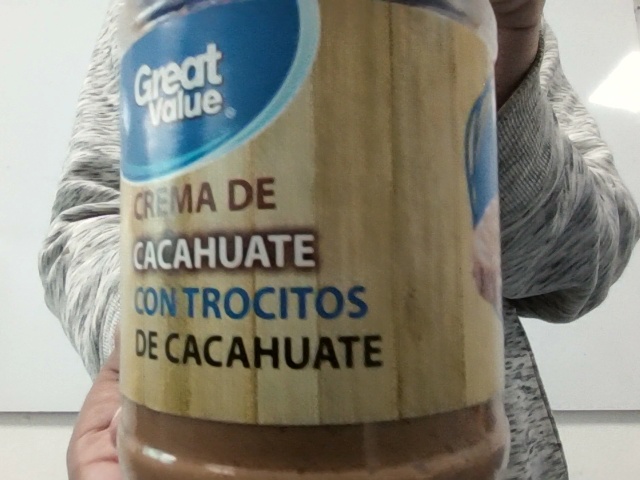 Great
Value
CREMA DE
CACAHUATE
CON TROCITOS
DE CACAHUATE